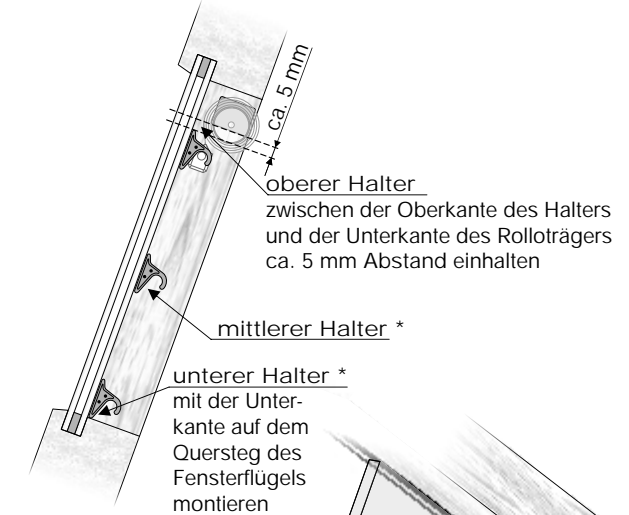 ca. 5 mm
oberer Halter
zwischen der Oberkante des Halters
und der Unterkante des Rolloträgers
ca. 5 mm Abstand einhalten
mittlerer Halter *
unterer Halter *
mit der Unter-
kante auf dem
Quersteg des
Fensterflügels
montieren